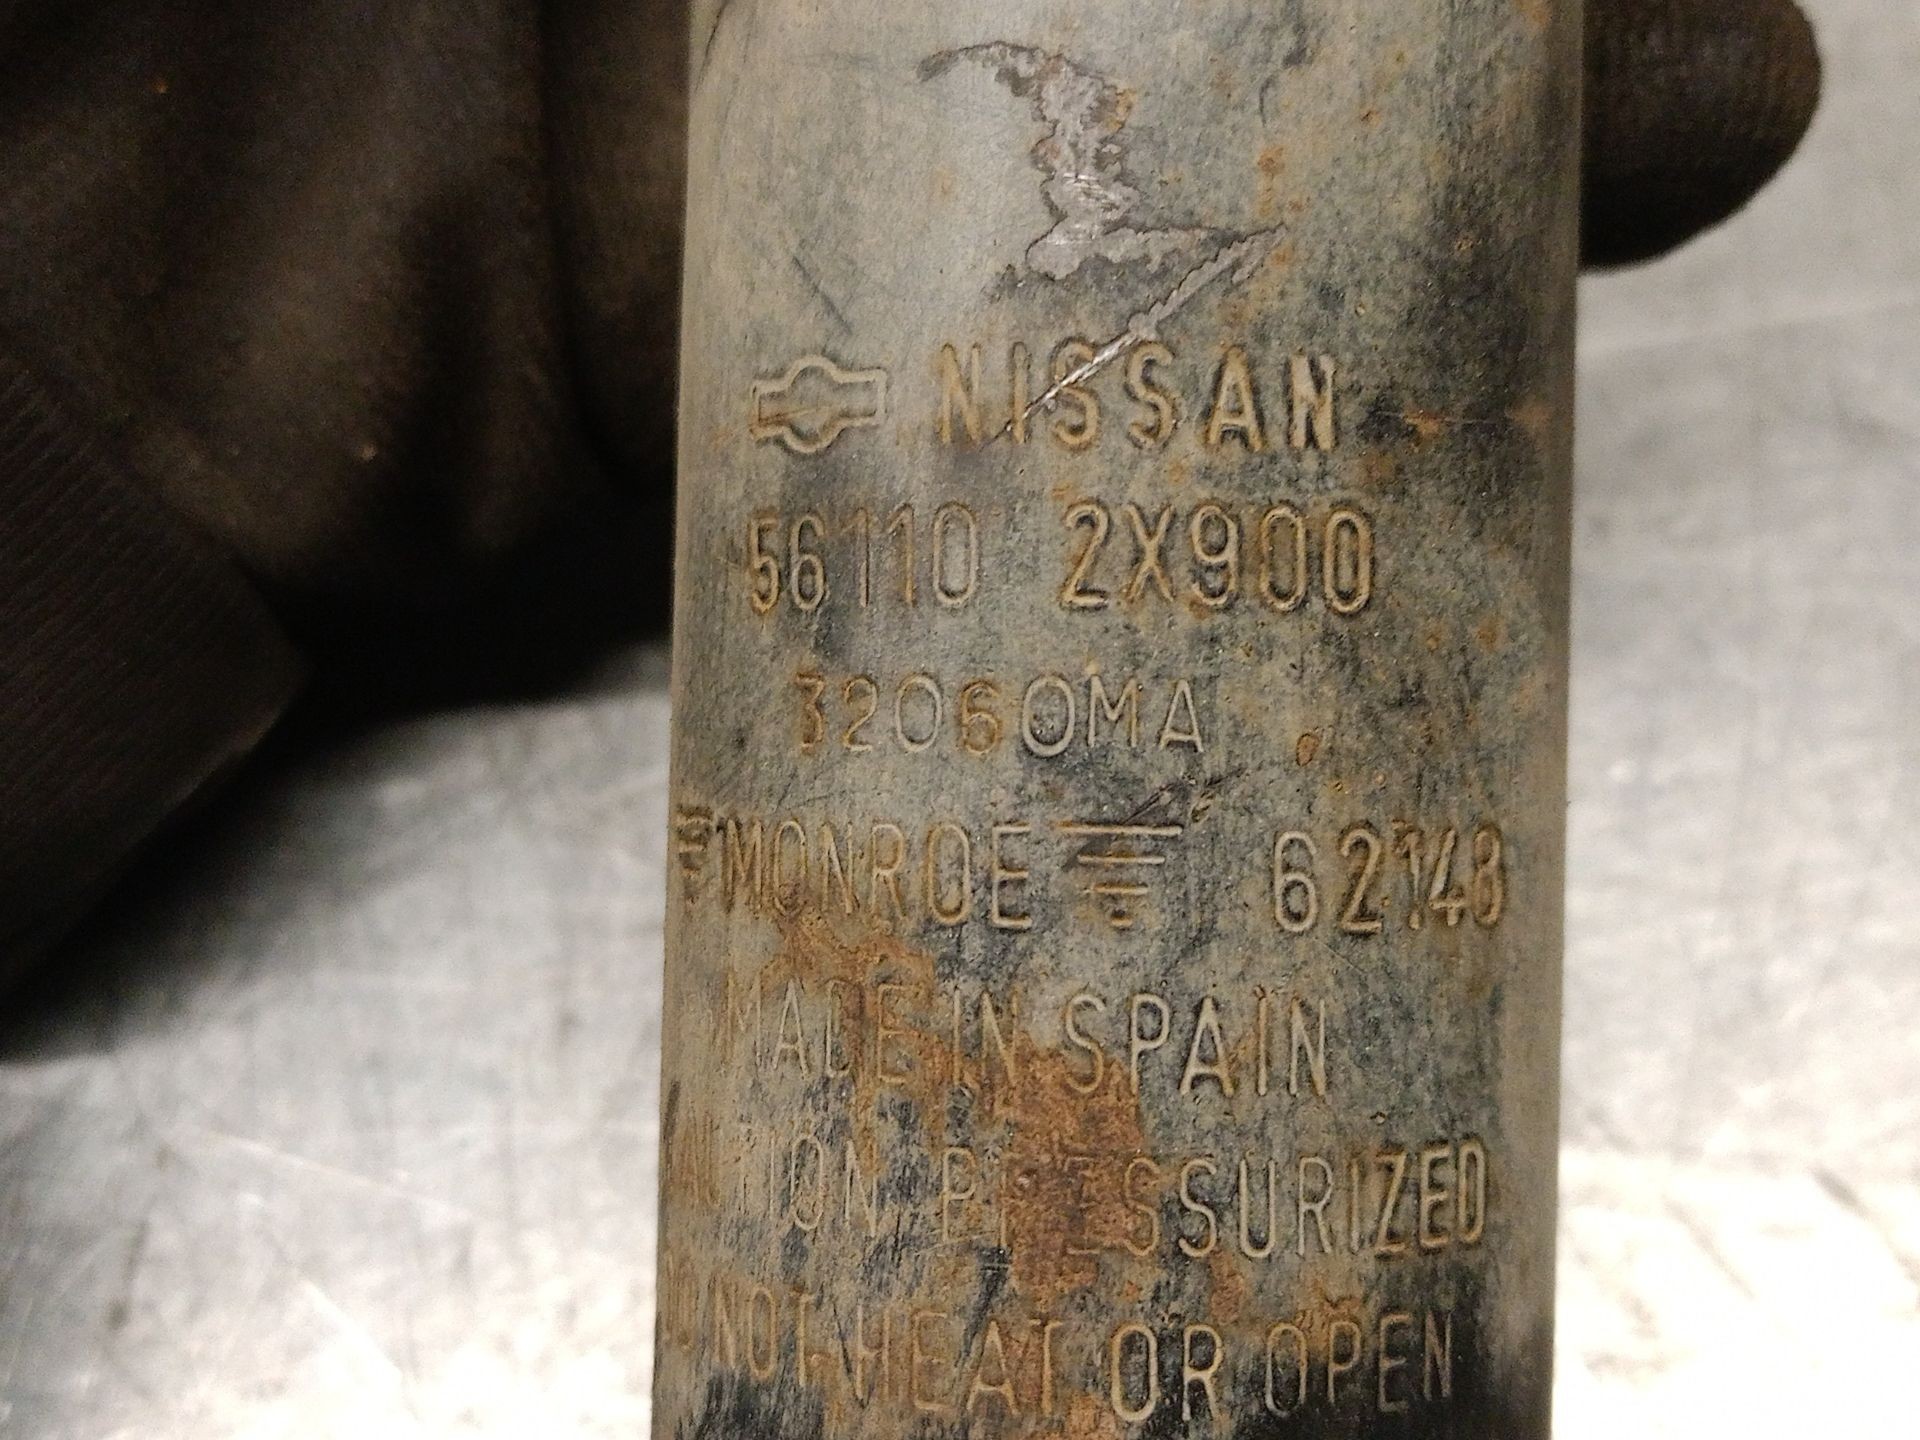 NISSAN
56110 2X900
32060MA
MONROE 62148
MADE IN SPAIN
PRESSURIZED
NOT HEAT OR OPEN